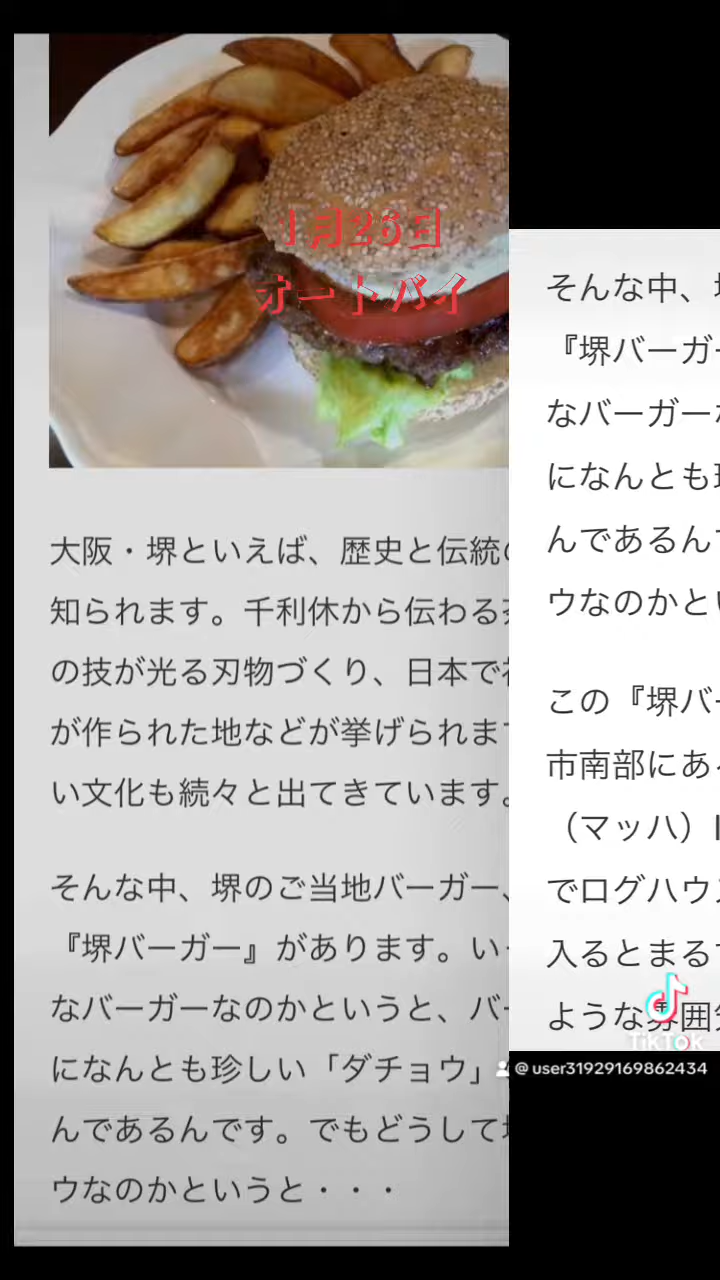 1月26日
オートバイ
大阪・堺といえば、歴史と伝統
知られます。千利休から伝わる
の技が光る刃物づくり、日本で
が作られた地などが挙げられま
い文化も続々と出てきています。
そんな中、堺のご当地バーガー、
『堺バーガー』があります。い
なバーガーなのかというと、バ
になんとも珍しい「ダチョウ」
んであるんです。でもどうして
ウなのかというと・・・
そんな中、
『堺バーガ
なバーガー
になんとも
んであるん
ウなのかとい
この『堺バ
市南部にあ
（マッハ）
でログハウ
入るとまる
ような雰囲
TikTok
@user31929169862434